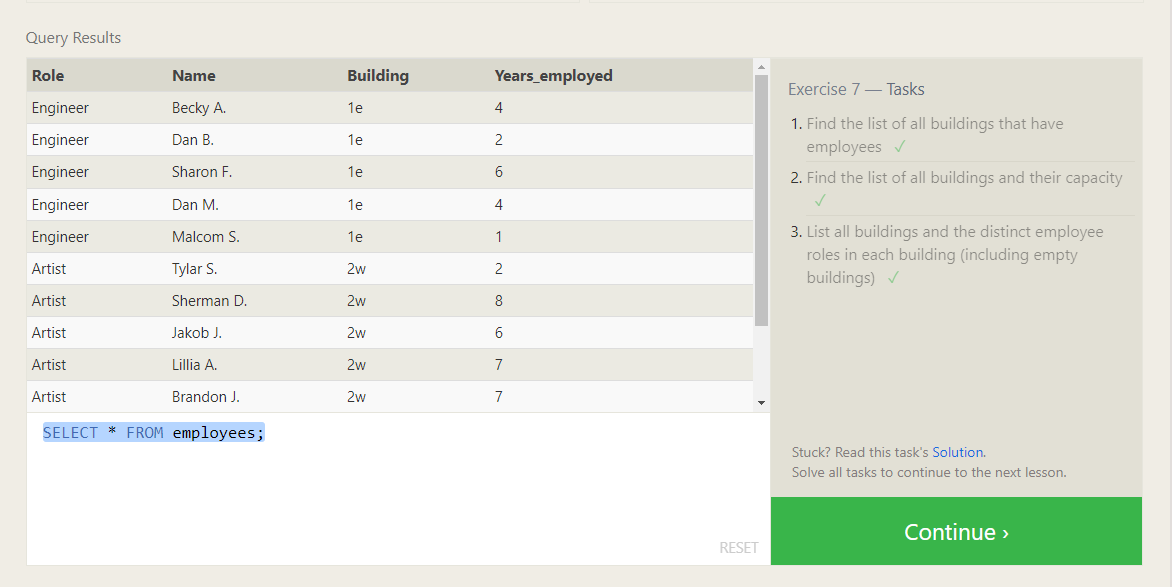 Query Results
Role Name Building Years_employed
Engineer Becky A. 1e 4
Engineer Dan B. 1e 2
Engineer Sharon F. 1e 6
Engineer Dan M. 1e 4
Engineer Malcom S. 1e 1
Artist Tylar S. 2w 2
Artist Sherman D. 2w 8
Artist Jakob J. 2w 6
Artist Lillia A. 2w 7
Artist Brandon J. 2w 7
SELECT * FROM employees;
RESET
Exercise 7 — Tasks
1. Find the list of all buildings that have
employees ✓
2. Find the list of all buildings and their capacity
✓
3. List all buildings and the distinct employee
roles in each building (including empty
buildings) ✓
Stuck? Read this task's Solution.
Solve all tasks to continue to the next lesson.
Continue ›